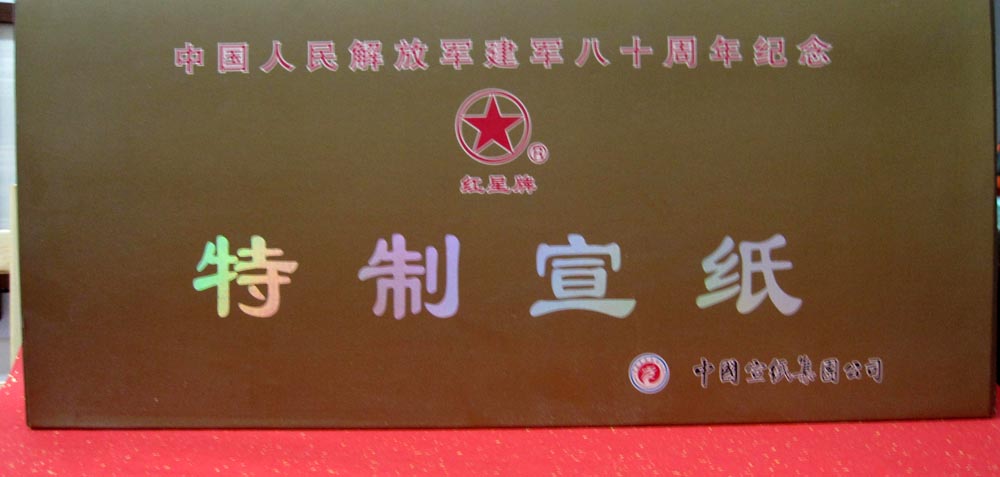 中国人民解放军建军八十周年纪念
®
红星牌
特制宣纸
中国宣纸集团公司